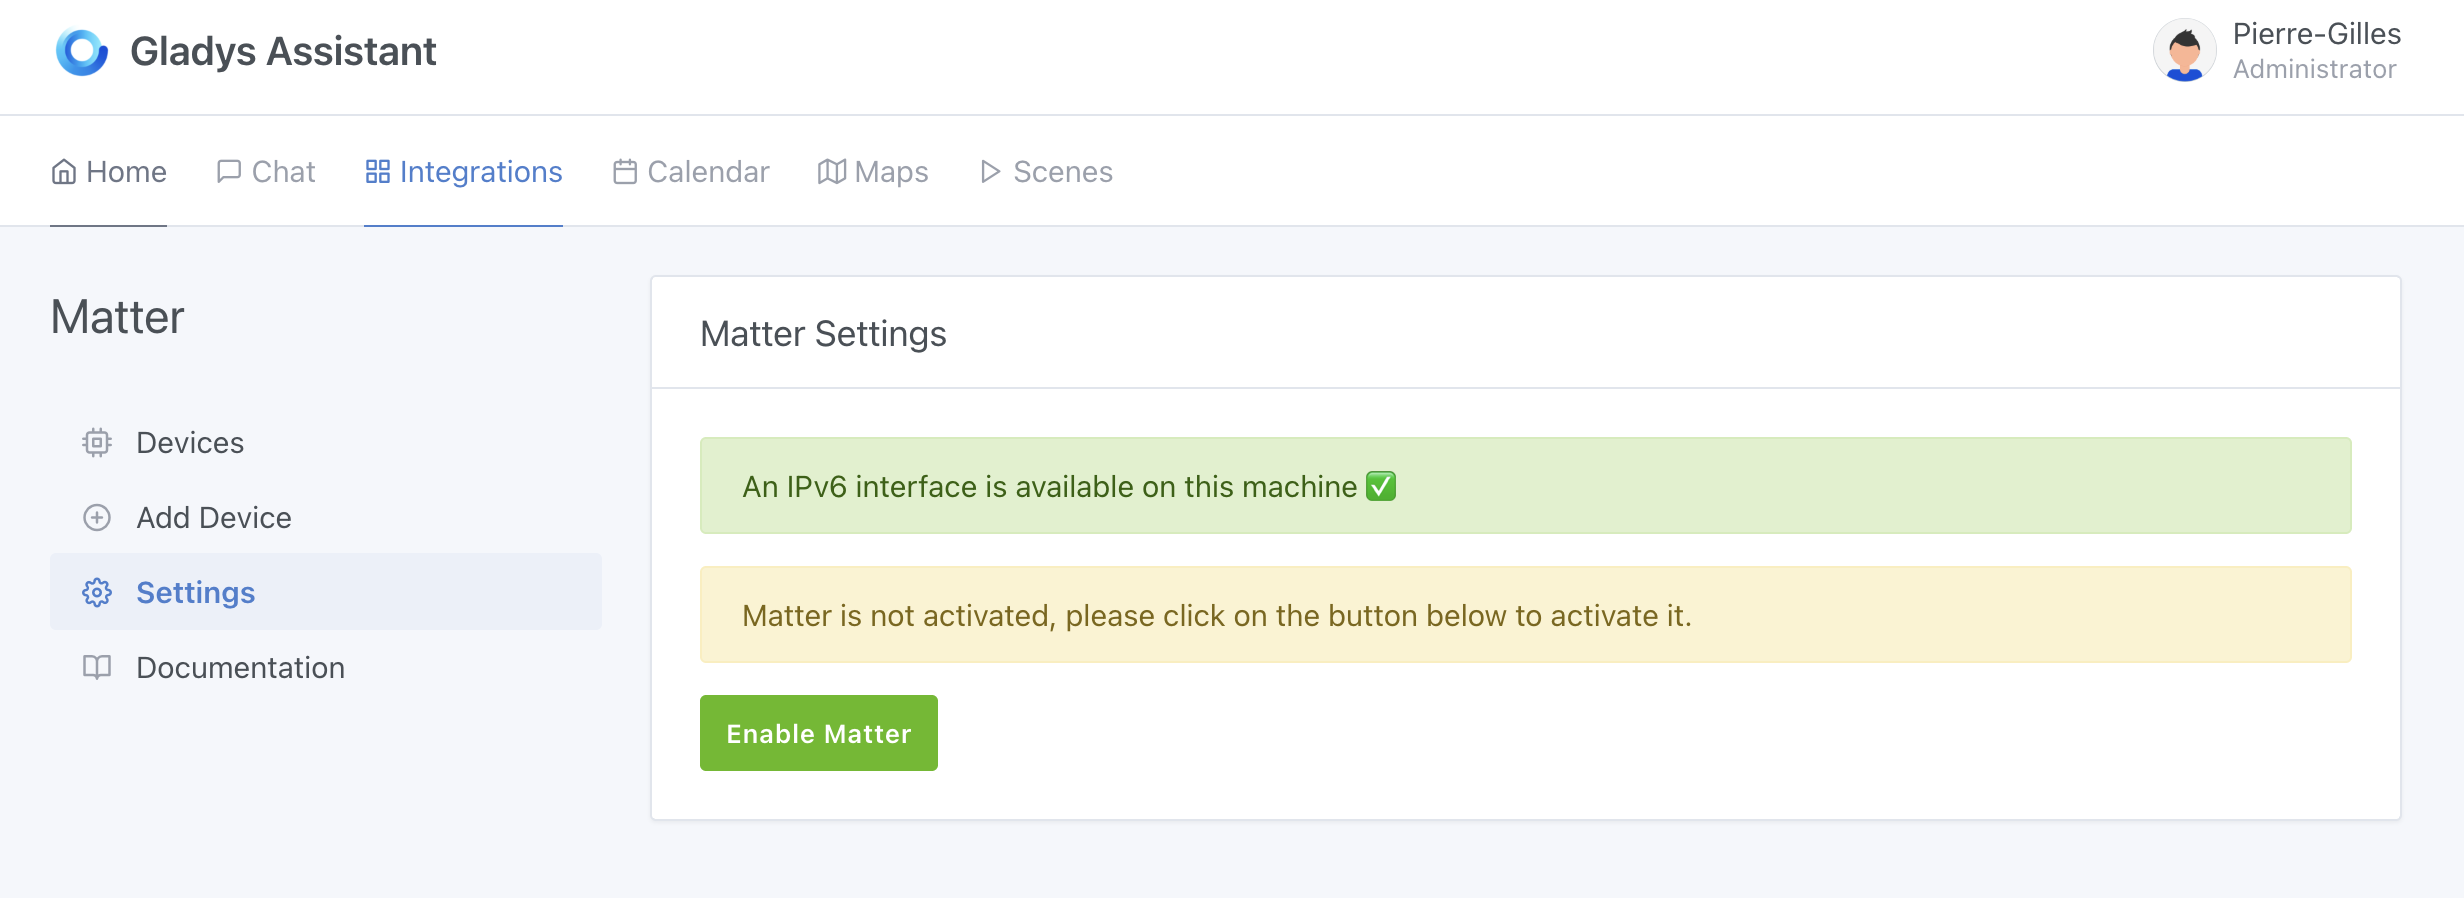 Gladys Assistant
Pierre-Gilles
Administrator
Home
Chat
Integrations
Calendar
Maps
Scenes
Matter
Devices
Add Device
Settings
Documentation
Matter Settings
An IPv6 interface is available on this machine ✅
Matter is not activated, please click on the button below to activate it.
Enable Matter